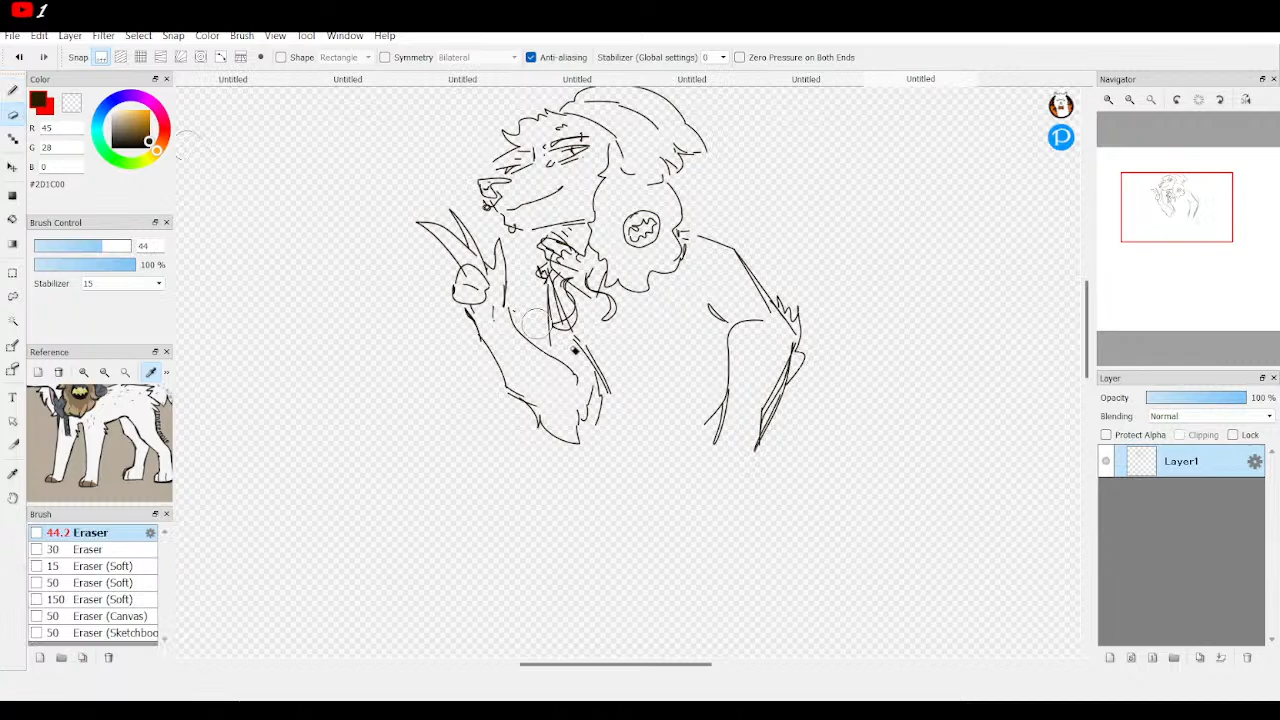 1
File Edit Layer Filter Select Snap Color Brush View Tool Window Help
Snap Shape Rectangle Symmetry Bilateral Anti-aliasing Stabilizer (Global settings) 0 Zero Pressure on Both Ends
Color Untitled Untitled Untitled Untitled Untitled Untitled Untitled Navigator
R 45
G 28
B 0
#2D1C00
Brush Control
44
100 %
Stabilizer 15
Reference
Layer
Opacity 100 %
Blending Normal
Protect Alpha Clipping Lock
Layer1
Brush
44.2 Eraser
30 Eraser
15 Eraser (Soft)
50 Eraser (Soft)
150 Eraser (Soft)
50 Eraser (Canvas)
50 Eraser (Sketchboo